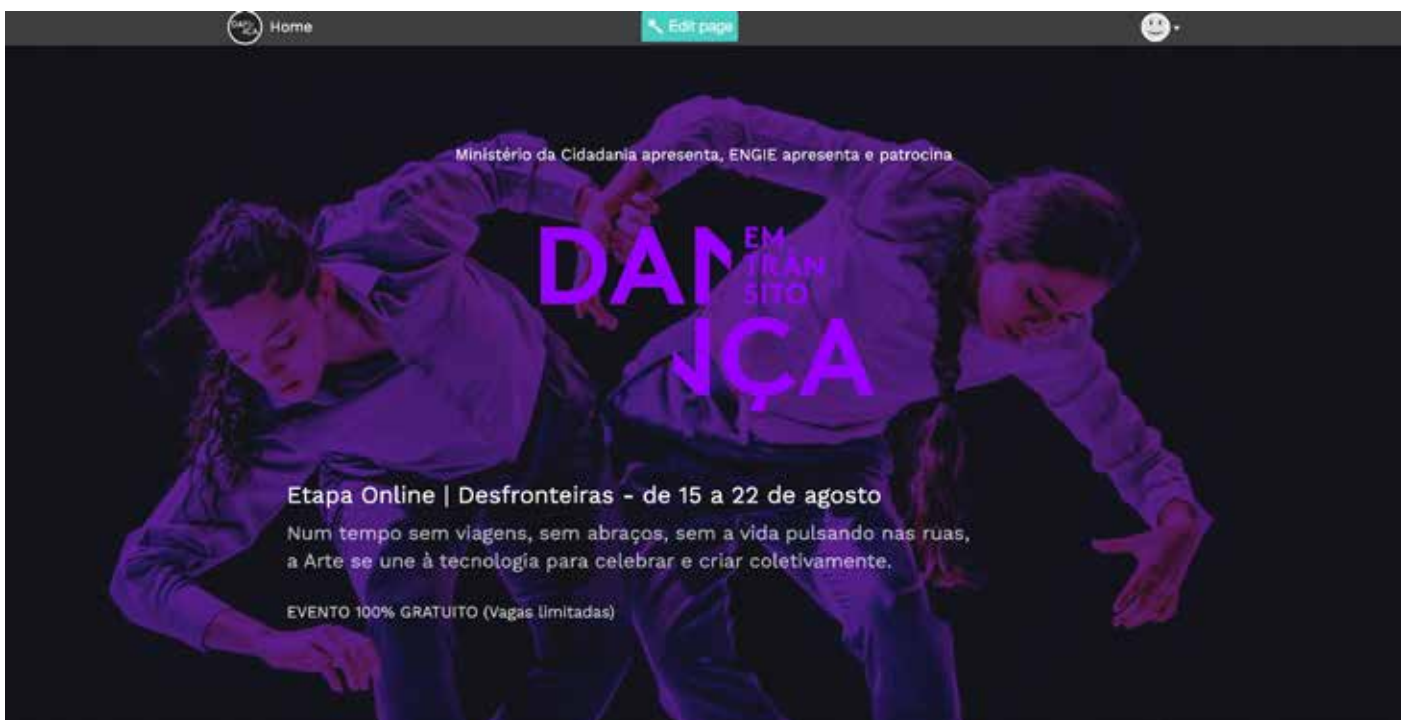 Home
Edit page
Ministério da Cidadania apresenta, ENGIE apresenta e patrocina
DAN
EM
TRÂN
SITO
NÇA
Etapa Online | Desfronteiras - de 15 a 22 de agosto
Num tempo sem viagens, sem abraços, sem a vida pulsando nas ruas,
a Arte se une à tecnologia para celebrar e criar coletivamente.
EVENTO 100% GRATUITO (Vagas limitadas)